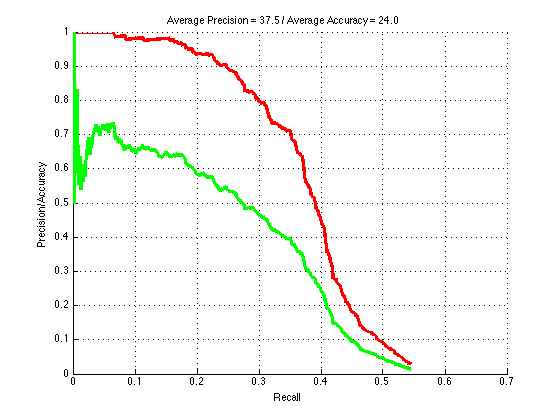 Average Precision = 37.5 / Average Accuracy = 24.0
1
0.9
0.8
0.7
0.6
0.5
0.4
0.3
0.2
0.1
0
Precision/Accuracy
0 0.1 0.2 0.3 0.4 0.5 0.6 0.7
Recall